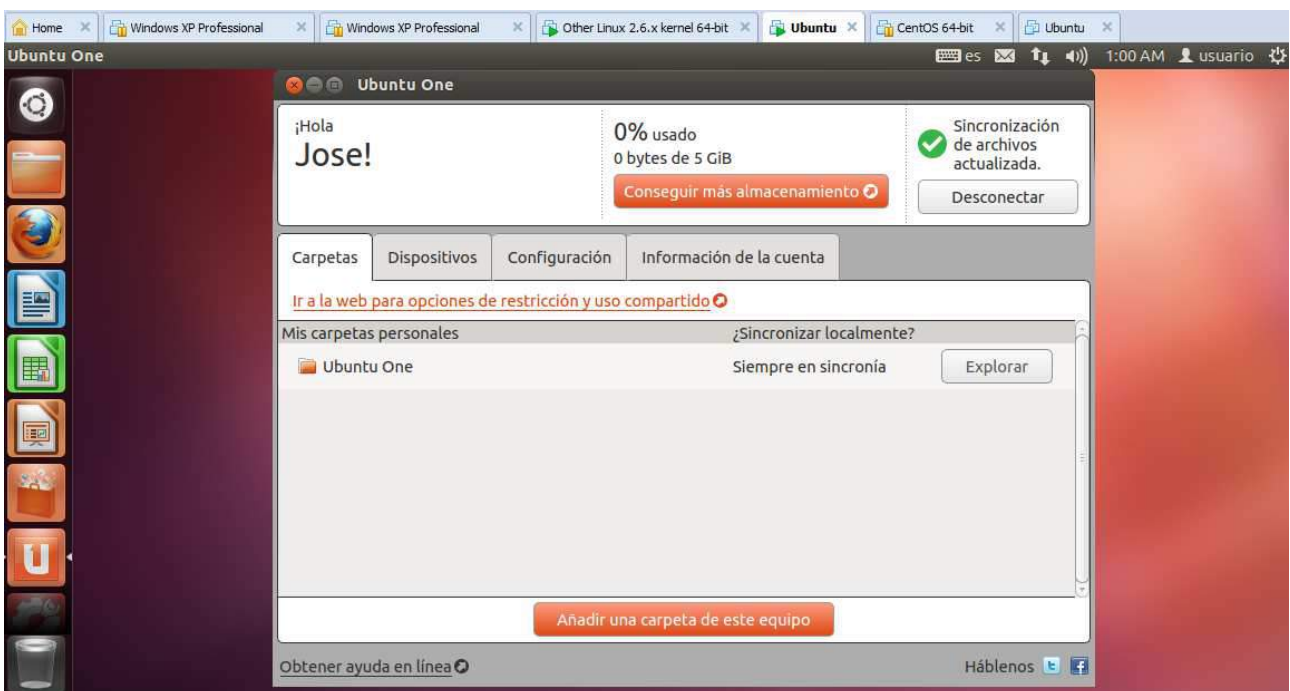 Home
Windows XP Professional
Windows XP Professional
Other Linux 2.6.x kernel 64-bit
Ubuntu
CentOS 64-bit
Ubuntu
Ubuntu One
es
1:00 AM
usuario
Ubuntu One
¡Hola
Jose!
0% usado
0 bytes de 5 GiB
Conseguir más almacenamiento
Sincronización
de archivos
actualizada.
Desconectar
Carpetas
Dispositivos
Configuración
Información de la cuenta
Ir a la web para opciones de restricción y uso compartido
Mis carpetas personales
¿Sincronizar localmente?
Ubuntu One
Siempre en sincronía
Explorar
Añadir una carpeta de este equipo
Obtener ayuda en línea
Háblenos